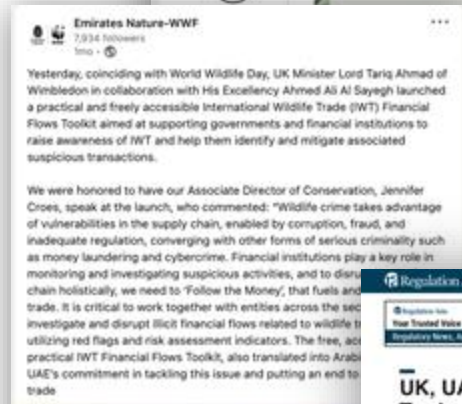 Emirates Nature-WWF
7,934 followers
1mo
Yesterday, coinciding with World Wildlife Day, UK Minister Lord Tariq Ahmad of
Wimbledon in collaboration with His Excellency Ahmed Ali Al Sayegh launched
a practical and freely accessible International Wildlife Trade (IWT) Financial
Flows Toolkit aimed at supporting governments and financial institutions to
raise awareness of IWT and help them identify and mitigate associated
suspicious transactions.
We were honored to have our Associate Director of Conservation, Jennifer
Croes, speak at the launch, who commented: "Wildlife crime takes advantage
of vulnerabilities in the supply chain, enabled by corruption, fraud, and
inadequate regulation, converging with other forms of serious criminality such
as money laundering and cybercrime. Financial institutions play a key role in
monitoring and investigating suspicious activities, and to disru
chain holistically, we need to 'Follow the Money', that fuels and
trade. It is critical to work together with entities across the sec
investigate and disrupt illicit financial flows related to wildlife tr
utilizing red flags and risk assessment indicators. The free, acc
practical IWT Financial Flows Toolkit, also translated into Arabi
UAE's commitment in tackling this issue and putting an end to
trade
Regulation
Your Trusted Voice
Regulatory News, A
UK, UA